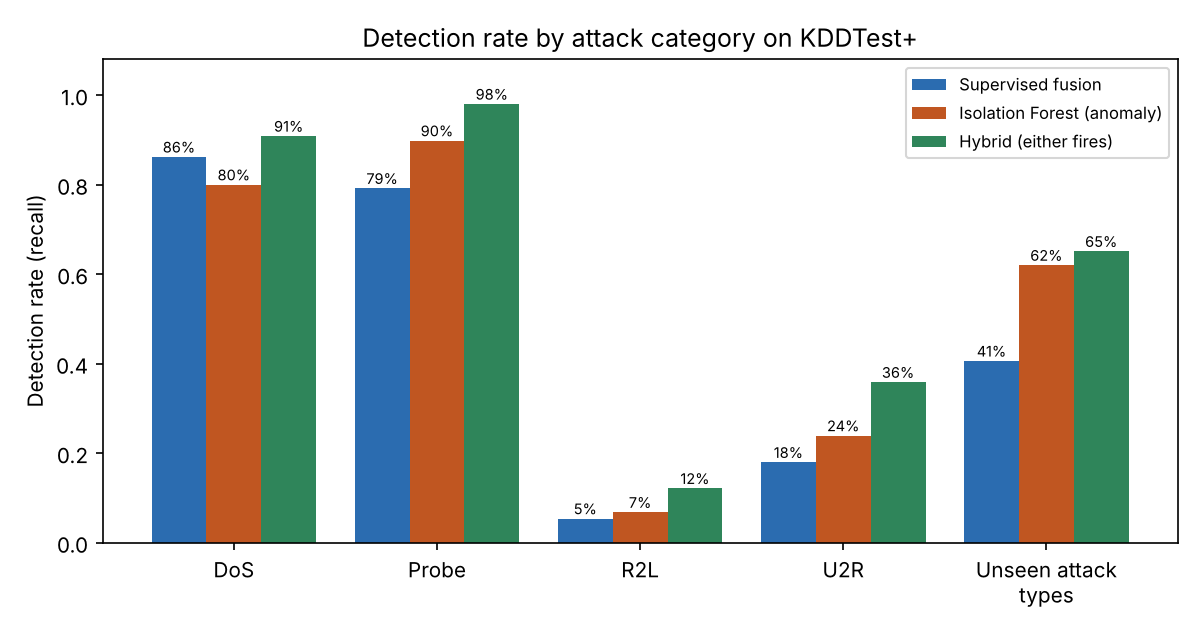 Detection rate by attack category on KDDTest+
Supervised fusion
Isolation Forest (anomaly)
Hybrid (either fires)
Detection rate (recall)
1.0
0.8
0.6
0.4
0.2
0.0
86%
80%
91%
79%
90%
98%
5%
7%
12%
18%
24%
36%
41%
62%
65%
DoS
Probe
R2L
U2R
Unseen attack
types